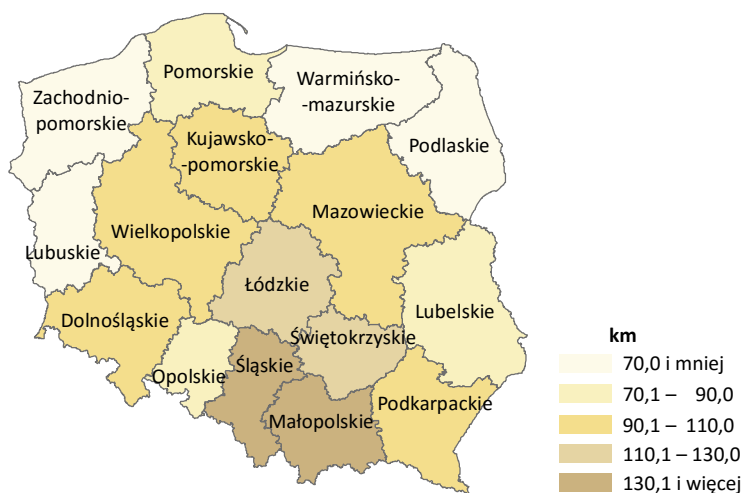 Pomorskie
Warmińsko-
-mazurskie
Zachodnio-
pomorskie
Kujawsko-
-pomorskie
Podlaskie
Mazowieckie
Wielkopolskie
Lubuskie
Łódzkie
Lubelskie
Dolnośląskie
Świętokrzyskie
Opolskie
Śląskie
Podkarpackie
Małopolskie
km
70,0 i mniej
70,1 – 90,0
90,1 – 110,0
110,1 – 130,0
130,1 i więcej